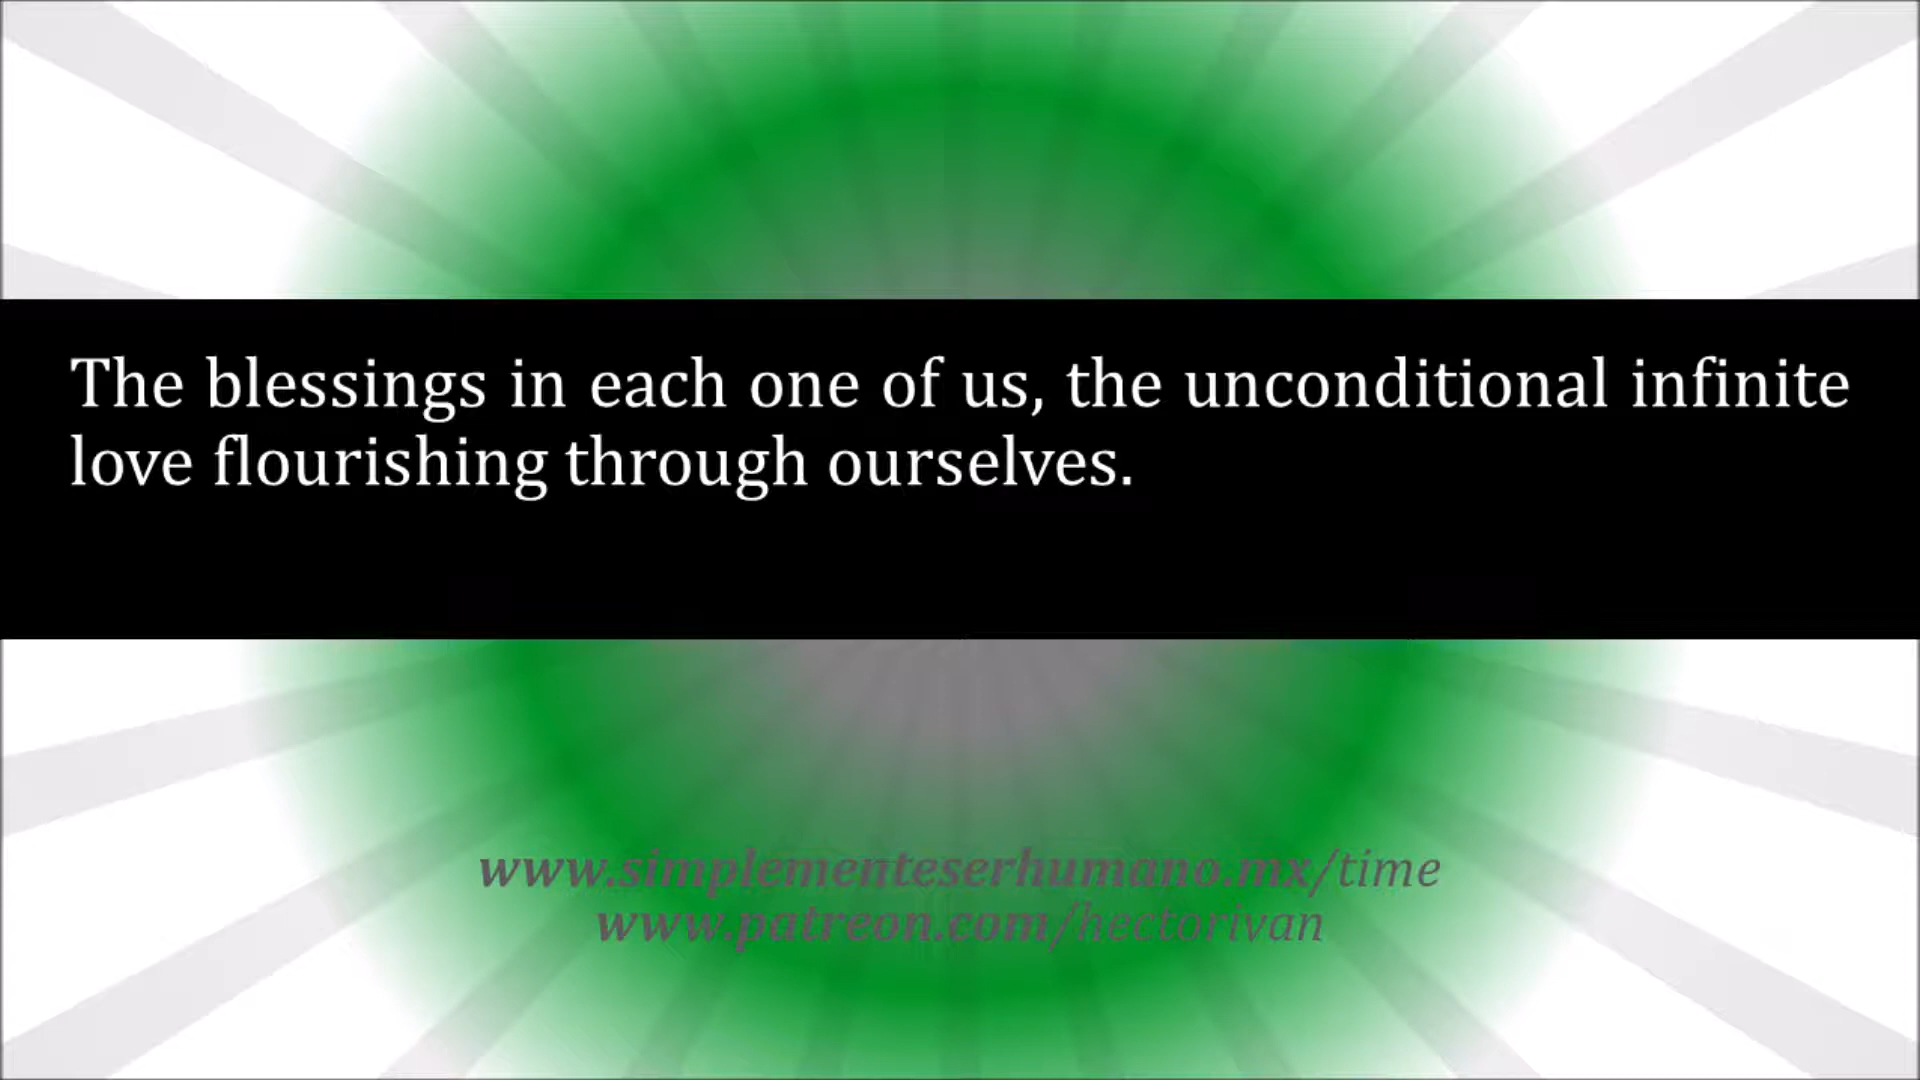 The blessings in each one of us, the unconditional infinite
love flourishing through ourselves.
www.simplementeserhumano.mx/time
www.patreon.com/hectorivan